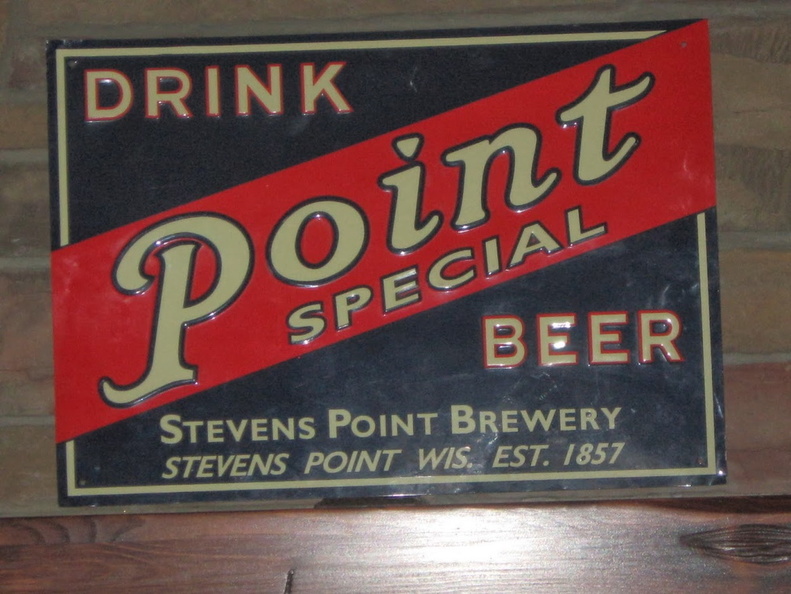 DRINK
Point
SPECIAL
BEER
STEVENS POINT BREWERY
STEVENS POINT WIS. EST. 1857